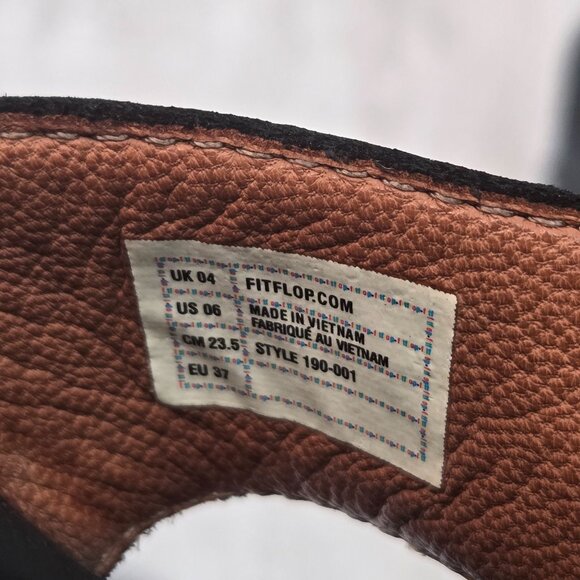 UK 04
US 06
CM 23.5
EU 37
FITFLOP.COM
MADE IN VIETNAM
FABRIQUÉ AU VIETNAM
STYLE 190-001